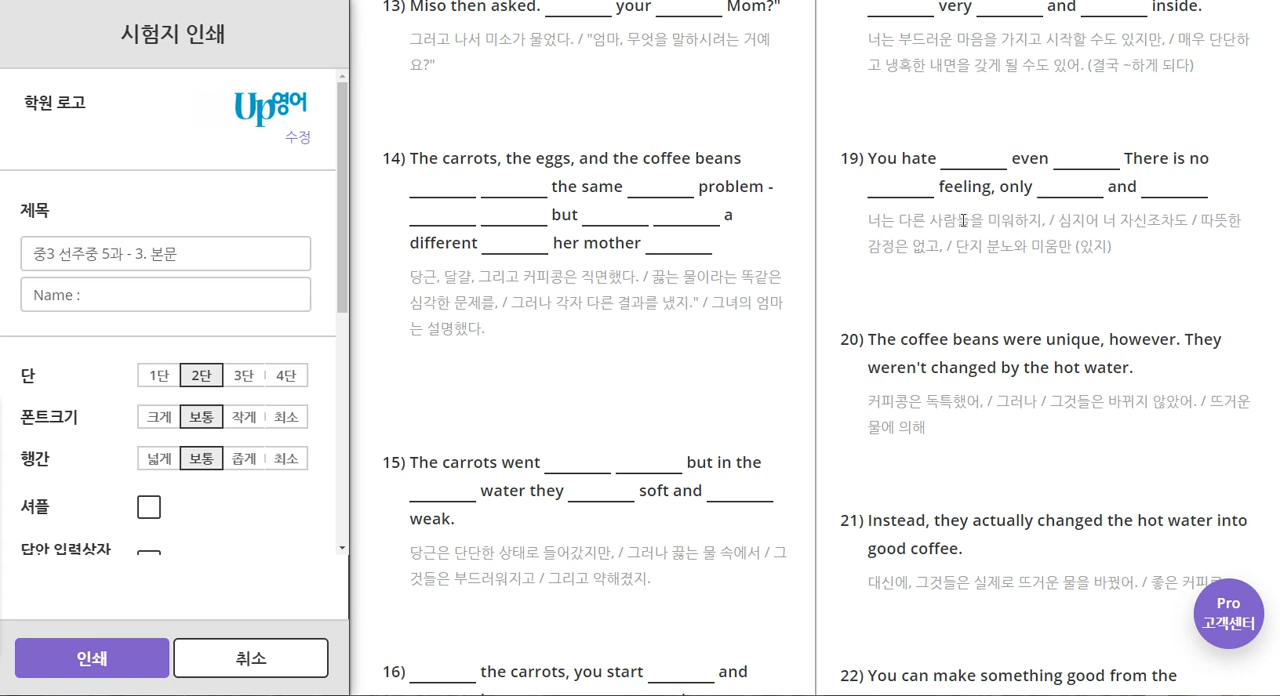 시험지 인쇄
학원 로고
Up영어
수정
제목
중3 선주중 5과 - 3. 본문
Name :
단
1단 2단 3단 4단
폰트크기
크게 보통 작게 최소
행간
넓게 보통 좁게 최소
셔플
답안 입력상자
인쇄
취소
13) Miso then asked. ________ your ________ Mom?"
그러고 나서 미소가 물었다. / "엄마, 무엇을 말하시려는 거예
요?"
14) The carrots, the eggs, and the coffee beans
________ ________ the same ________ problem -
________ ________ but ________ ________ a
different ________ her mother ________
당근, 달걀, 그리고 커피콩은 직면했다. / 끓는 물이라는 똑같은
심각한 문제를, / 그러나 각자 다른 결과를 냈지." / 그녀의 엄마
는 설명했다.
15) The carrots went ________ ________ but in the
________ water they ________ soft and ________
weak.
당근은 단단한 상태로 들어갔지만, / 그러나 끓는 물 속에서 / 그
것들은 부드러워지고 / 그리고 약해졌지.
16) ________ the carrots, you start ________ and
________ very ________ and ________ inside.
너는 부드러운 마음을 가지고 시작할 수도 있지만, / 매우 단단하
고 냉혹한 내면을 갖게 될 수도 있어. (결국 ~하게 되다)
19) You hate ________ even ________ There is no
________ feeling, only ________ and ________
너는 다른 사람들을 미워하지, / 심지어 너 자신조차도 / 따뜻한
감정은 없고, / 단지 분노와 미움만 (있지)
20) The coffee beans were unique, however. They
weren't changed by the hot water.
커피콩은 독특했어, / 그러나 / 그것들은 바뀌지 않았어. / 뜨거운
물에 의해
21) Instead, they actually changed the hot water into
good coffee.
대신에, 그것들은 실제로 뜨거운 물을 바꿨어. / 좋은 커피로
22) You can make something good from the
Pro
고객센터